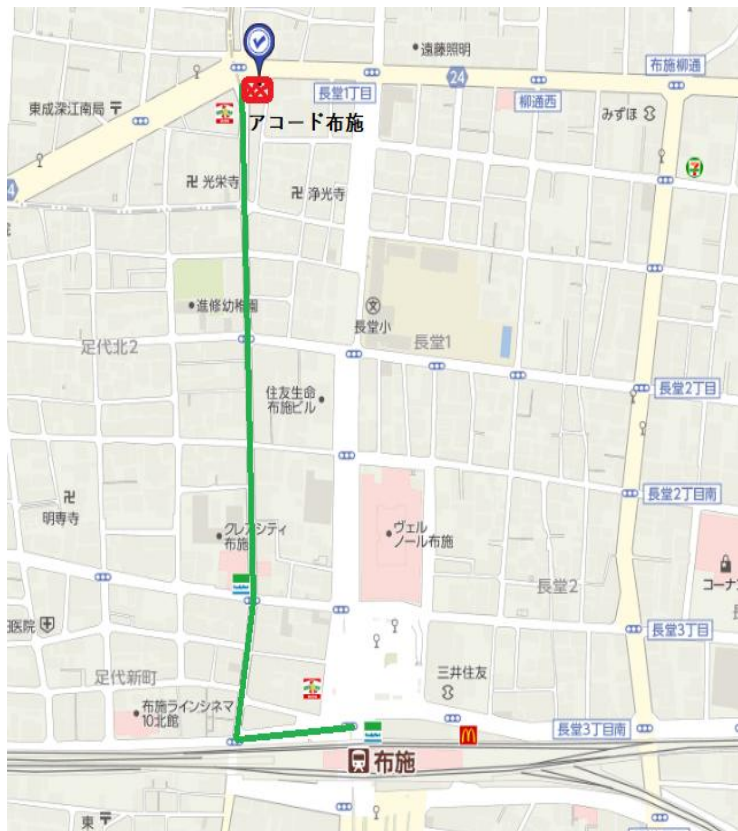 遠藤照明
24
布施柳通
長堂1丁目
柳通西
東成深江南局
みずほ
アコード布施
7
光栄寺
浄光寺
4
進修幼稚園
長堂小
文
長堂1
足代北2
住友生命
布施ビル
長堂2丁目
明専寺
長堂2丁目南
クレアシティ
布施
ヴェル
ノール布施
コーナン
FamilyMart
長堂2
医院
長堂3丁目
足代新町
三井住友
布施ラインシネマ
10北館
FamilyMart
長堂3丁目南
布施
東